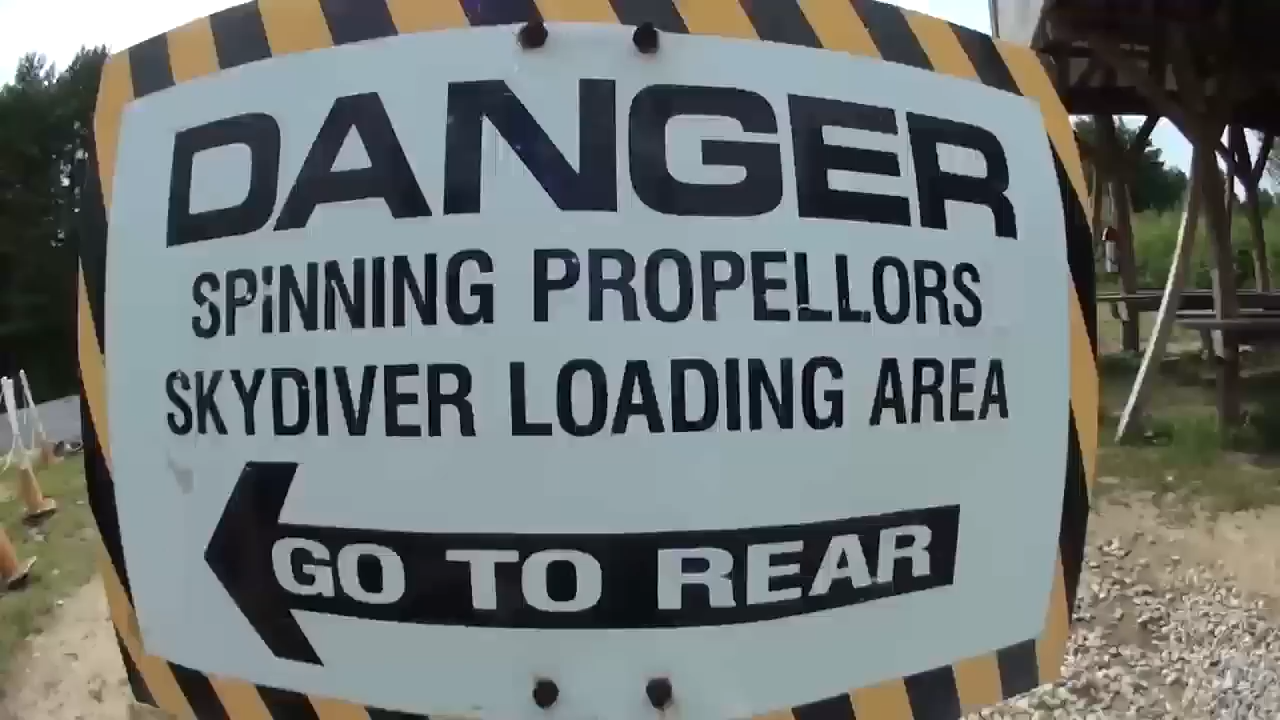 DANGER
SPiNNING PROPELLORS
SKYDIVER LOADING AREA
GO TO REAR